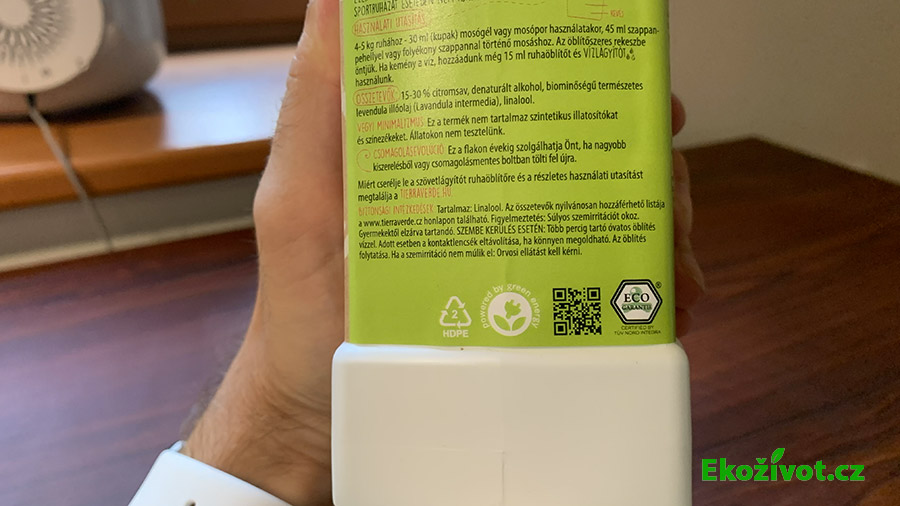 SPORTRUHÁZAT ESETÉBEN
HASZNÁLATI UTASÍTÁS:
4-5 kg ruhához - 30 ml (kupak) mosógél vagy mosópor használatakor, 45 ml szappan-
pehellyel vagy folyékony szappannal történő mosáshoz. Az öblítőszeres rekeszbe
öntjük. Ha kemény a víz, hozzáadunk még 15 ml ruhaöblítőt és VÍZLÁGYÍTÓT
használunk.
ÖSSZETEVŐK: 15-30 % citromsav, denaturált alkohol, biominőségű természetes
levendula illóolaj (Lavandula intermedia), linalool.
VEGYI MINIMALIZMUS: Ez a termék nem tartalmaz szintetikus illatosítókat
és színezékeket. Állatokon nem teszteljük.
CSOMAGOLÁSEVOLÚCIÓ: Ez a flakon évekig szolgálhatja Önt, ha nagyobb
kiszerelésből vagy csomagolásmentes boltban tölti fel újra.
Miért cserélje le a szövetlágyítót ruhaöblítőre és a részletes használati utasítást
megtalálja a TIERRAVERDE.HU.
BIZTONSÁGI INTÉZKEDÉSEK: Tartalmaz: Linalool. Az összetevők nyilvánosan hozzáférhető listája
a www.tierraverde.cz honlapon található. Figyelmeztetés: Súlyos szemirritációt okoz.
Gyermekektől elzárva tartandó. SZEMBE KERÜLÉS ESETÉN: Több percig tartó óvatos öblítés
vízzel. Adott esetben a kontaktlencsék eltávolítása, ha könnyen megoldható. Az öblítés
folytatása. Ha a szemirritáció nem múlik el: Orvosi ellátást kell kérni.
2
HDPE
powered by green energy
ECO
GARANTIE
®
CERTIFIED BY
TÜV NORD INTEGRA
Ekoživot.cz